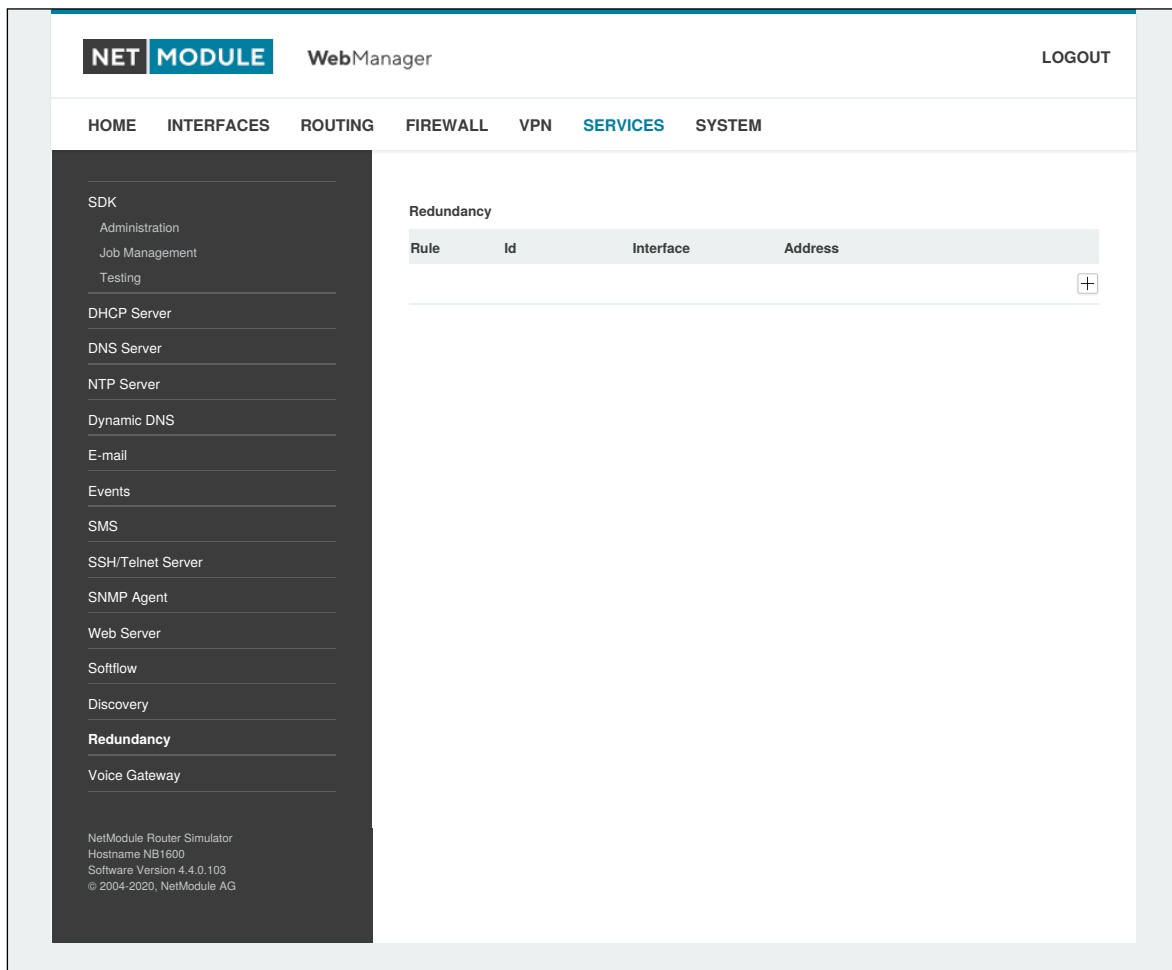 NET MODULE WebManager LOGOUT
HOME INTERFACES ROUTING FIREWALL VPN SERVICES SYSTEM
SDK
Administration
Job Management
Testing
DHCP Server
DNS Server
NTP Server
Dynamic DNS
E-mail
Events
SMS
SSH/Telnet Server
SNMP Agent
Web Server
Softflow
Discovery
Redundancy
Voice Gateway
NetModule Router Simulator
Hostname NB1600
Software Version 4.4.0.103
© 2004-2020, NetModule AG
Redundancy
Rule Id Interface Address